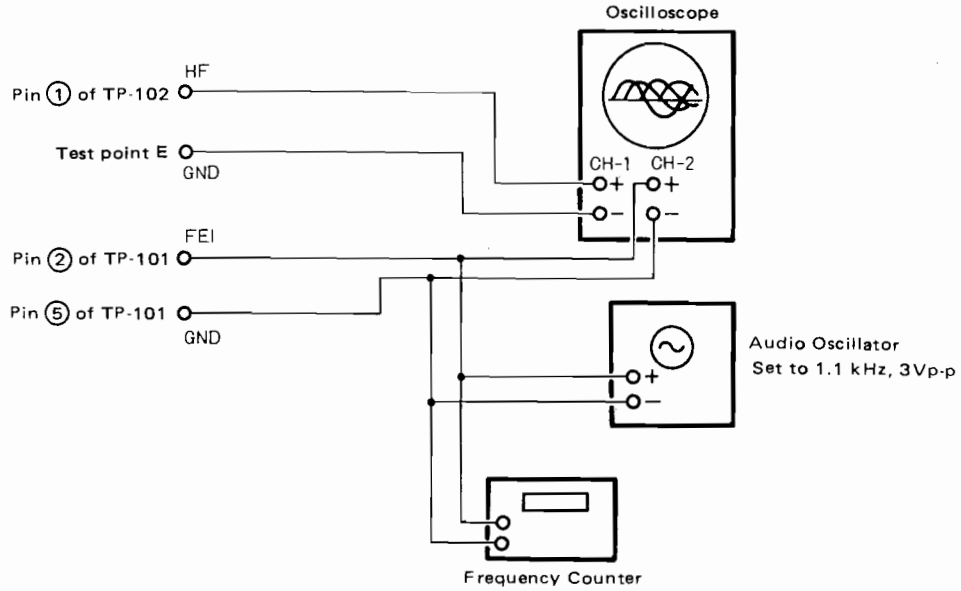 Oscilloscope
HF
Pin ① of TP-102
Test point E
GND
CH-1 CH-2
+ +
− −
FEI
Pin ② of TP-101
Pin ⑤ of TP-101
GND
Audio Oscillator
Set to 1.1 kHz, 3Vp-p
+
−
Frequency Counter